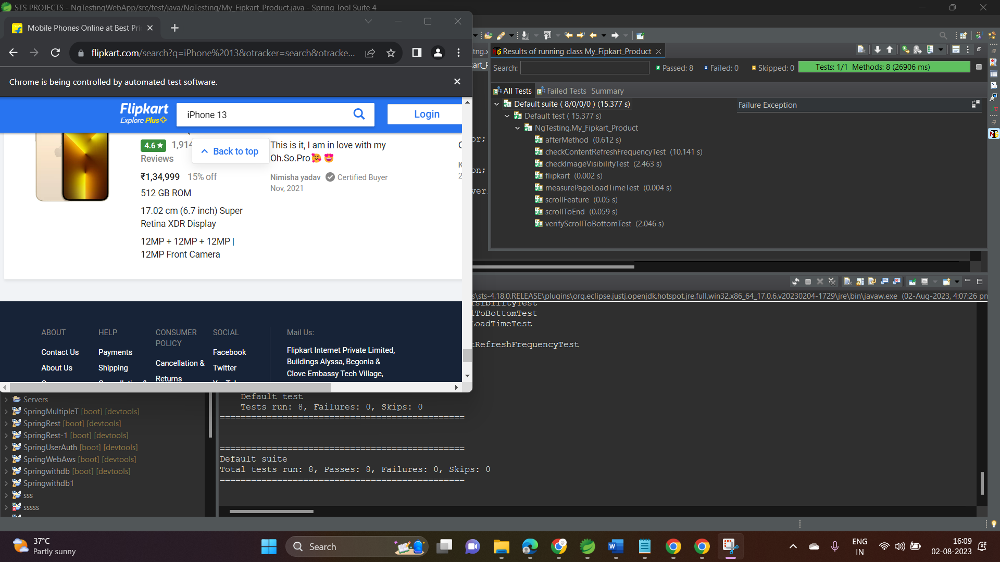 STS PROJECTS - NgTestingWebApp/src/test/java/NgTesting/My_Fipkart_Product.java - Spring Tool Suite 4
Mobile Phones Online at Best Pri
flipkart.com/search?q=iPhone%2013&otracker=search&otracke...
Chrome is being controlled by automated test software.
Flipkart
Explore Plus
iPhone 13
Login
4.6★ 1,914
Reviews
Back to top
₹1,34,999 15% off
512 GB ROM
17.02 cm (6.7 inch) Super
Retina XDR Display
12MP + 12MP + 12MP |
12MP Front Camera
This is it, I am in love with my
Oh.So.Pro🥰 😍
Nimisha yadav Certified Buyer
Nov, 2021
ABOUT
Contact Us
About Us
HELP
Payments
Shipping
CONSUMER
POLICY
Cancellation &
Returns
SOCIAL
Facebook
Twitter
Mail Us:
Flipkart Internet Private Limited,
Buildings Alyssa, Begonia &
Clove Embassy Tech Village,
Results of running class My_Fipkart_Product
Search:
Passed: 8 Failed: 0 Skipped: 0
Tests: 1/1 Methods: 8 (26906 ms)
All Tests Failed Tests Summary
Default suite ( 8/0/0/0 ) (15.377 s)
Default test ( 15.377 s)
NgTesting.My_Fipkart_Product
afterMethod (0.612 s)
checkContentRefreshFrequencyTest (10.141 s)
checkImageVisibilityTest (2.463 s)
flipkart (0.002 s)
measurePageLoadTimeTest (0.004 s)
scrollFeature (0.05 s)
scrollToEnd (0.059 s)
verifyScrollToBottomTest (2.046 s)
Failure Exception
or;
on;
ver
s\sts-4.18.0.RELEASE\plugins\org.eclipse.justj.openjdk.hotspot.jre.full.win32.x86_64_17.0.6.v20230204-1729\jre\bin\javaw.exe (02-Aug-2023, 4:07:26 pm
isibilityTest
ToBottomTest
LoadTimeTest
tRefreshFrequencyTest
Default test
Tests run: 8, Failures: 0, Skips: 0
===============================================
===============================================
Default suite
Total tests run: 8, Passes: 8, Failures: 0, Skips: 0
===============================================
Servers
SpringMultipleT [boot] [devtools]
SpringRest [boot] [devtools]
SpringRest-1 [boot] [devtools]
SpringUserAuth [boot] [devtools]
SpringWebAws [boot] [devtools]
Springwithdb [boot] [devtools]
Springwithdb1
sss
sssss
37°C
Partly sunny
Search
ENG
IN
16:09
02-08-2023